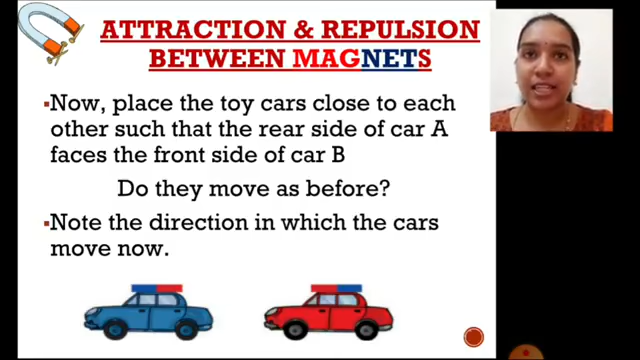 ATTRACTION & REPULSION
BETWEEN MAGNETS
▪Now, place the toy cars close to each
other such that the rear side of car A
faces the front side of car B
Do they move as before?
▪Note the direction in which the cars
move now.